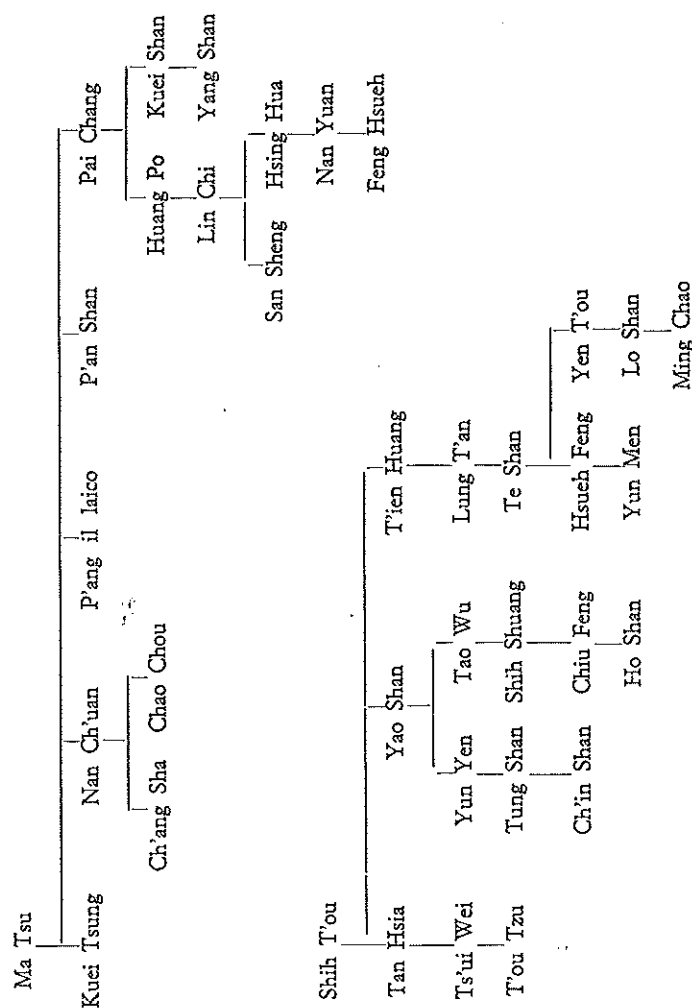 Ma Tsu
Kuei Tsung
Nan Ch'uan
Ch'ang Sha
Chao Chou
P'ang il laico
P'an Shan
Pai Chang
Huang Po
Kuei Shan
Lin Chi
Yang Shan
San Sheng
Hsing Hua
Nan Yuan
Feng Hsueh
Shih T'ou
Tan Hsia
Ts'ui Wei
T'ou Tzu
Yao Shan
Yun Yen
Tao Wu
Tung Shan
Shih Shuang
Ch'in Shan
Chiu Feng
Ho Shan
T'ien Huang
Lung T'an
Te Shan
Hsueh Feng
Yen T'ou
Yun Men
Lo Shan
Ming Chao